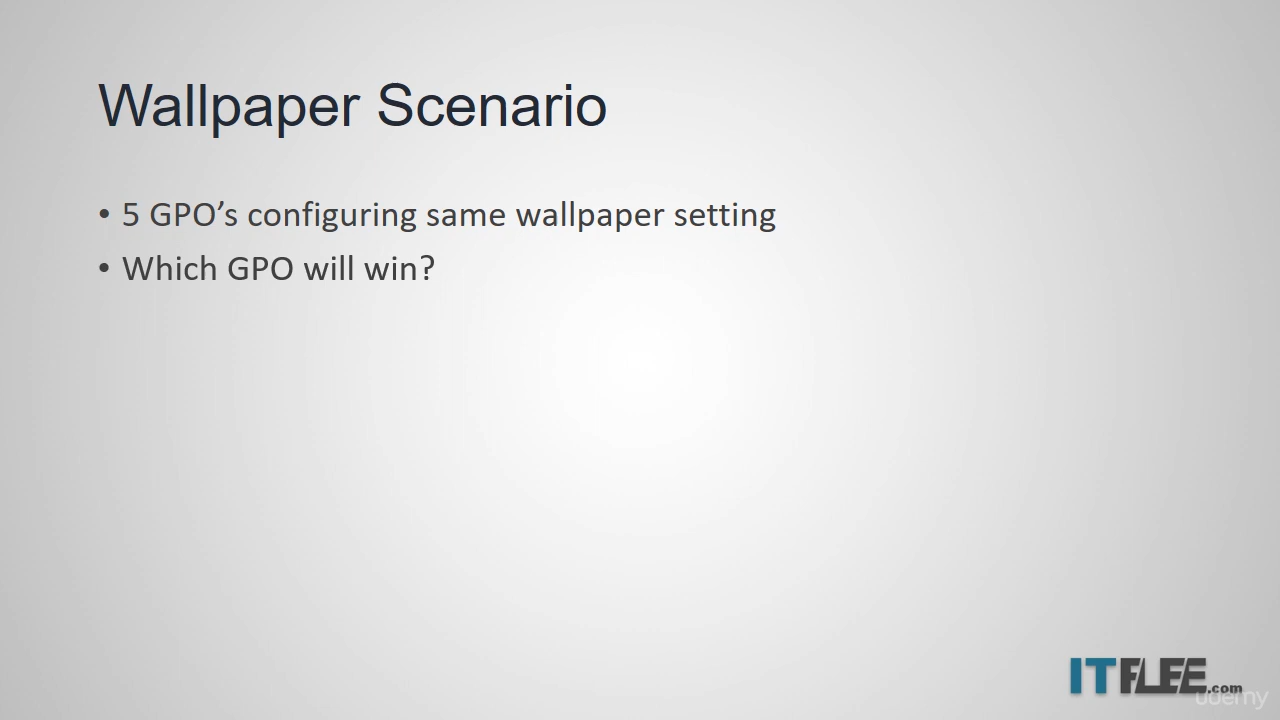 Wallpaper Scenario
• 5 GPO’s configuring same wallpaper setting
• Which GPO will win?
ITFLEE.com
udemy